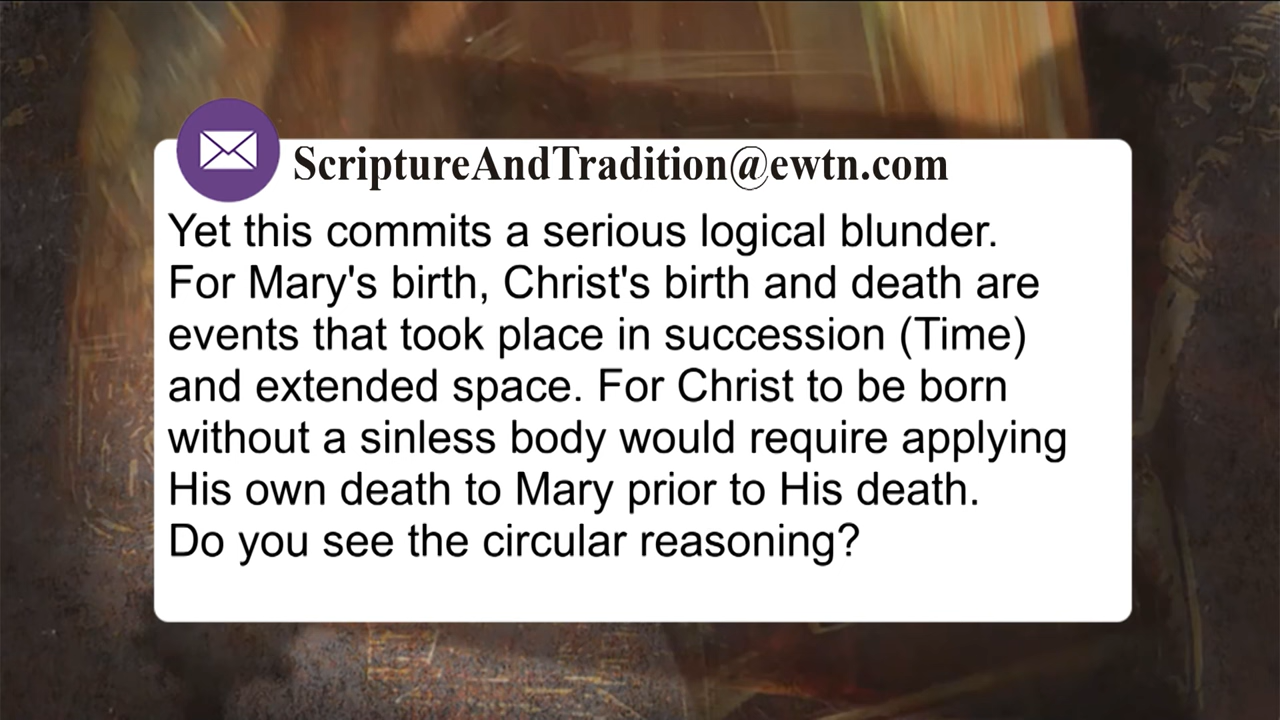 ScriptureAndTradition@ewtn.com
Yet this commits a serious logical blunder.
For Mary's birth, Christ's birth and death are
events that took place in succession (Time)
and extended space. For Christ to be born
without a sinless body would require applying
His own death to Mary prior to His death.
Do you see the circular reasoning?